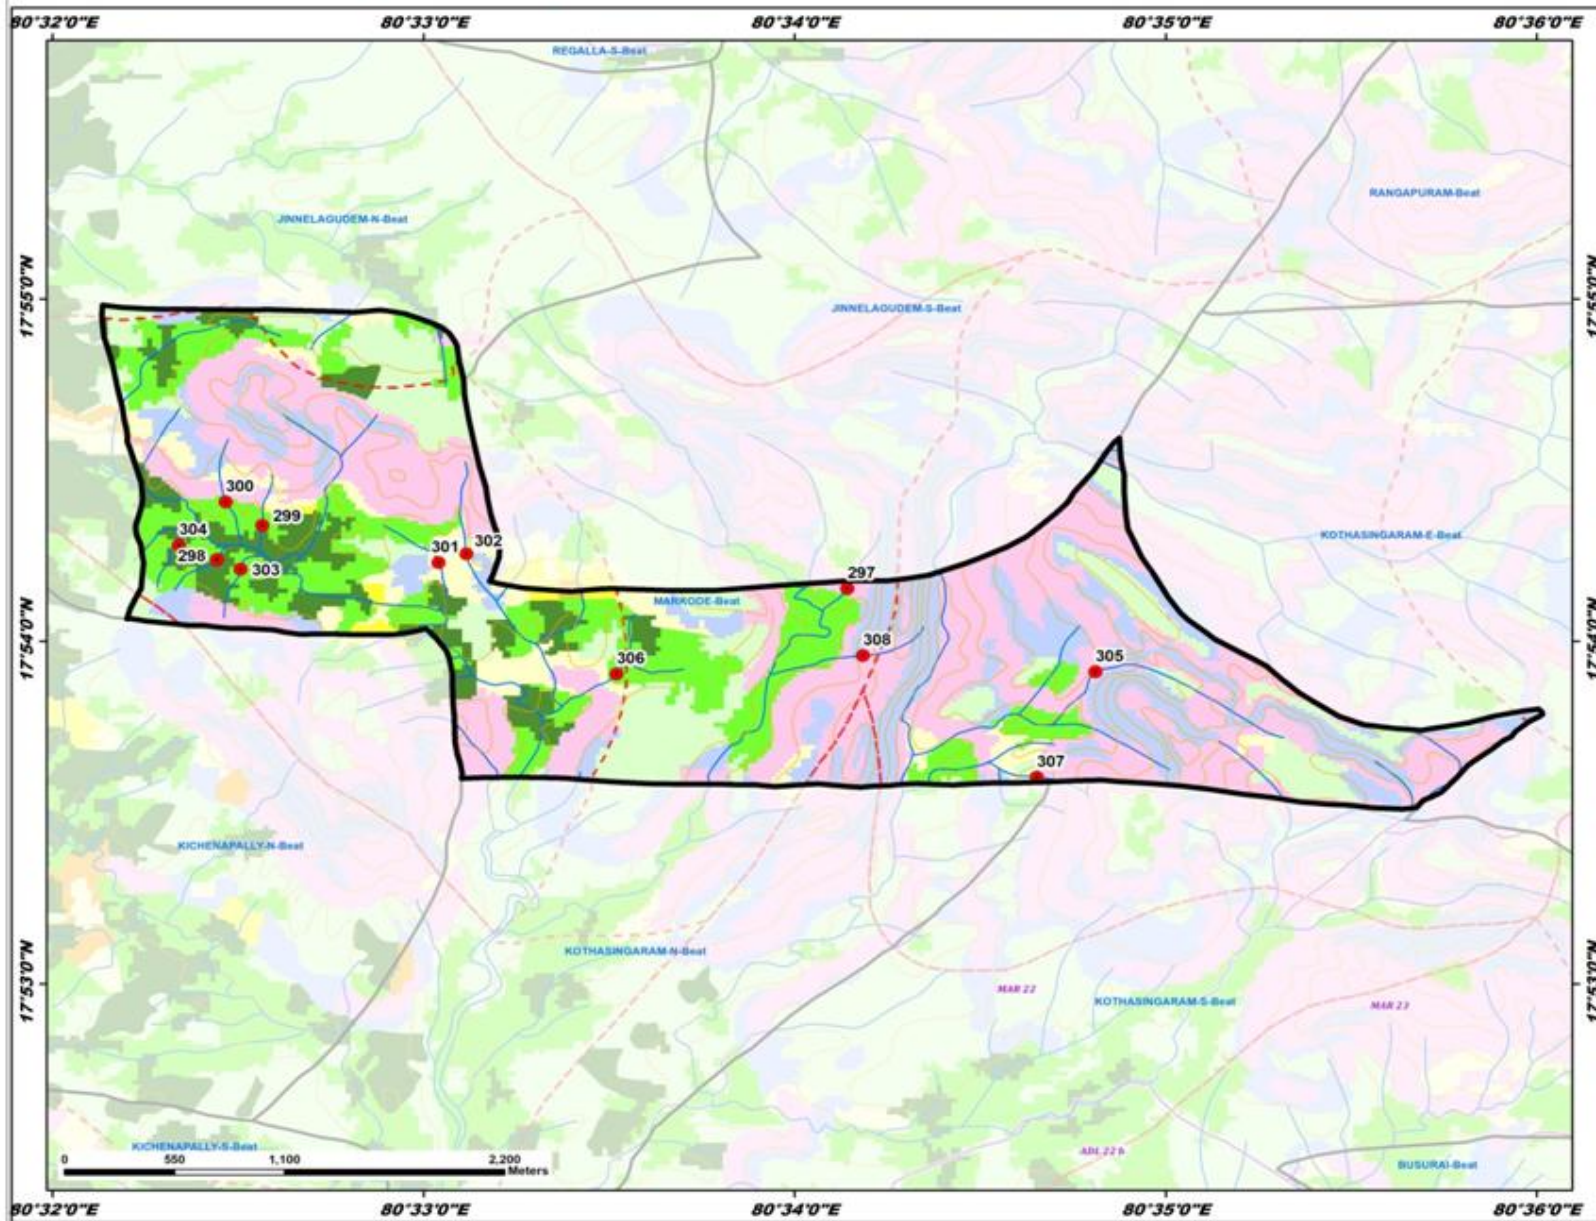 80°32'0"E 80°33'0"E 80°34'0"E 80°35'0"E 80°36'0"E
REGALLA-S-Beat
RANGAPURAM-Beat
JINNELAGUDEM-N-Beat
17°55'0"N 17°55'0"N
JINNELAGUDEM-S-Beat
300
299
304
298
303
301
302
KOTHASINGARAM-E-Beat
297
MARKODE-Beat
17°54'0"N 17°54'0"N
308
306
305
307
KICHENAPALLY-N-Beat
KOTHASINGARAM-N-Beat
17°53'0"N 17°53'0"N
MAR 22
KOTHASINGARAM-S-Beat
MAR 23
KICHENAPALLY-S-Beat
ADL 22 b
BUSURAI-Beat
0 550 1,100 2,200
Meters
80°32'0"E 80°33'0"E 80°34'0"E 80°35'0"E 80°36'0"E